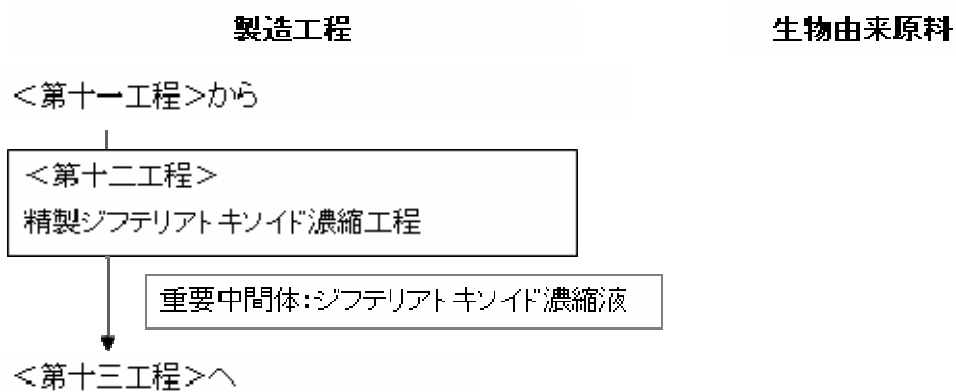 製造工程
生物由来原料
＜第十一工程＞から
＜第十二工程＞
精製ジフテリアトキソイド濃縮工程
重要中間体：ジフテリアトキソイド濃縮液
＜第十三工程＞へ